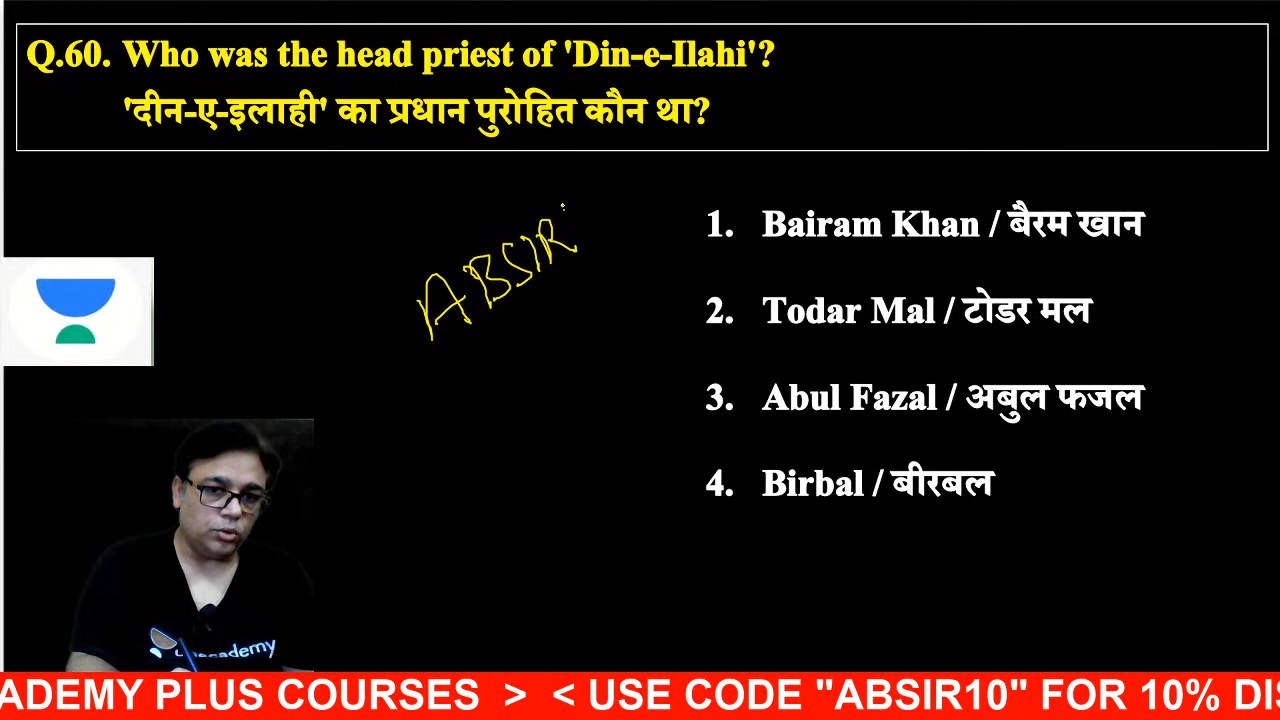 Q.60. Who was the head priest of 'Din-e-Ilahi'?
'दीन-ए-इलाही' का प्रधान पुरोहित कौन था?
1. Bairam Khan / बैरम खान
ABSIR
2. Todar Mal / टोडर मल
3. Abul Fazal / अबुल फजल
4. Birbal / बीरबल
ADEMY PLUS COURSES > < USE CODE "ABSIR10" FOR 10% DIS